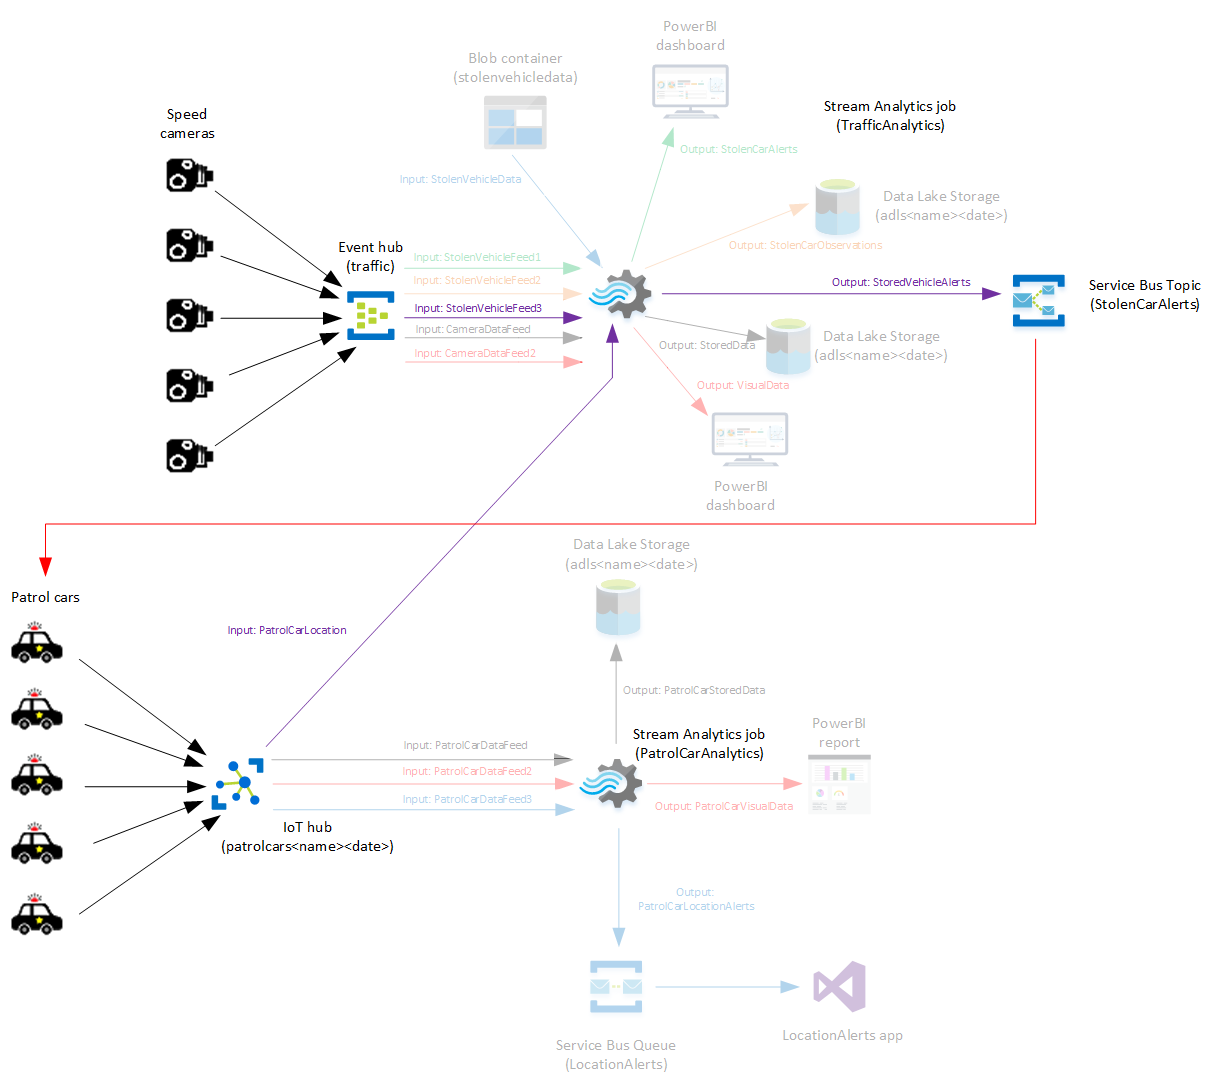 PowerBI
dashboard
Blob container
(stolenvehicledata)
Stream Analytics job
(TrafficAnalytics)
Speed
cameras
Output: StolenCarAlerts
Input: StolenVehicleData
Data Lake Storage
(adls<name><date>)
Event hub
(traffic)
Output: StolenCarObservations
Input: StolenVehicleFeed1
Input: StolenVehicleFeed2
Input: StolenVehicleFeed3
Input: CameraDataFeed
Input: CameraDataFeed2
Output: StoredVehicleAlerts
Service Bus Topic
(StolenCarAlerts)
Output: StoredData
Data Lake Storage
(adls<name><date>)
Output: VisualData
PowerBI
dashboard
Data Lake Storage
(adls<name><date>)
Patrol cars
Input: PatrolCarLocation
Output: PatrolCarStoredData
Stream Analytics job
(PatrolCarAnalytics)
PowerBI
report
Input: PatrolCarDataFeed
Input: PatrolCarDataFeed2
Input: PatrolCarDataFeed3
Output: PatrolCarVisualData
IoT hub
(patrolcars<name><date>)
Output:
PatrolCarLocationAlerts
Service Bus Queue
(LocationAlerts)
LocationAlerts app